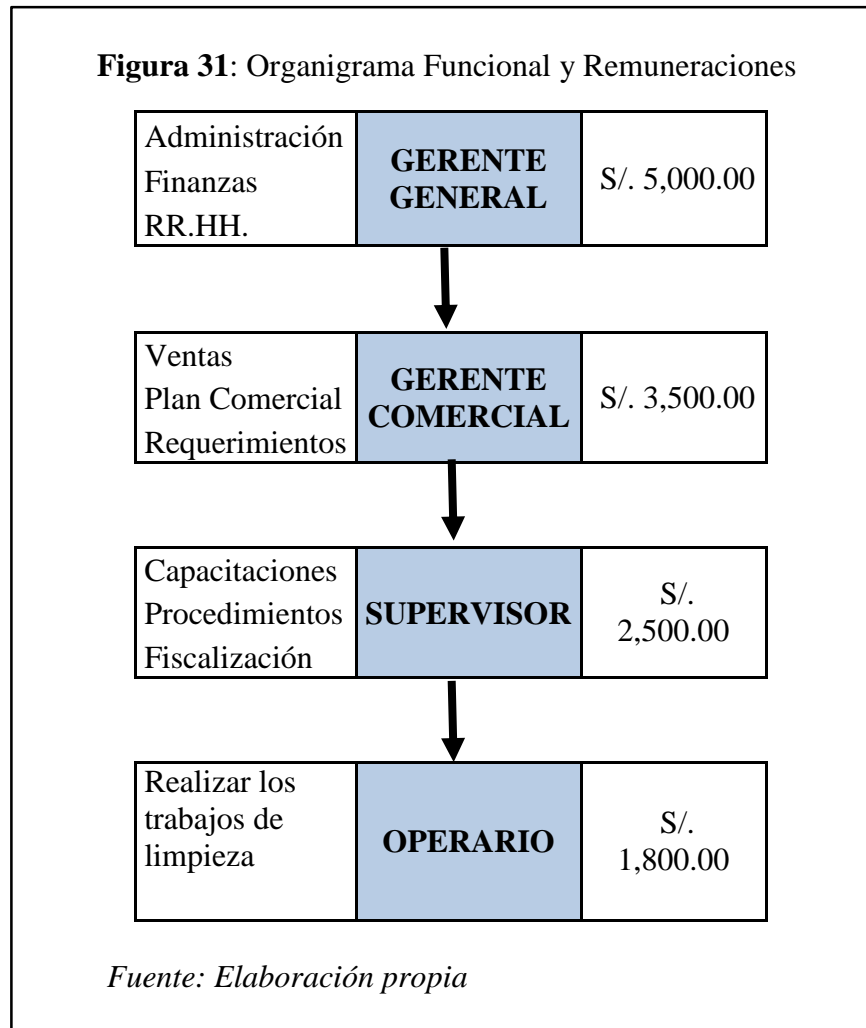 Figura 31: Organigrama Funcional y Remuneraciones
Administración
Finanzas
RR.HH.
GERENTE
GENERAL
S/. 5,000.00
Ventas
Plan Comercial
Requerimientos
GERENTE
COMERCIAL
S/. 3,500.00
Capacitaciones
Procedimientos
Fiscalización
SUPERVISOR
S/.
2,500.00
Realizar los
trabajos de
limpieza
OPERARIO
S/.
1,800.00
Fuente: Elaboración propia